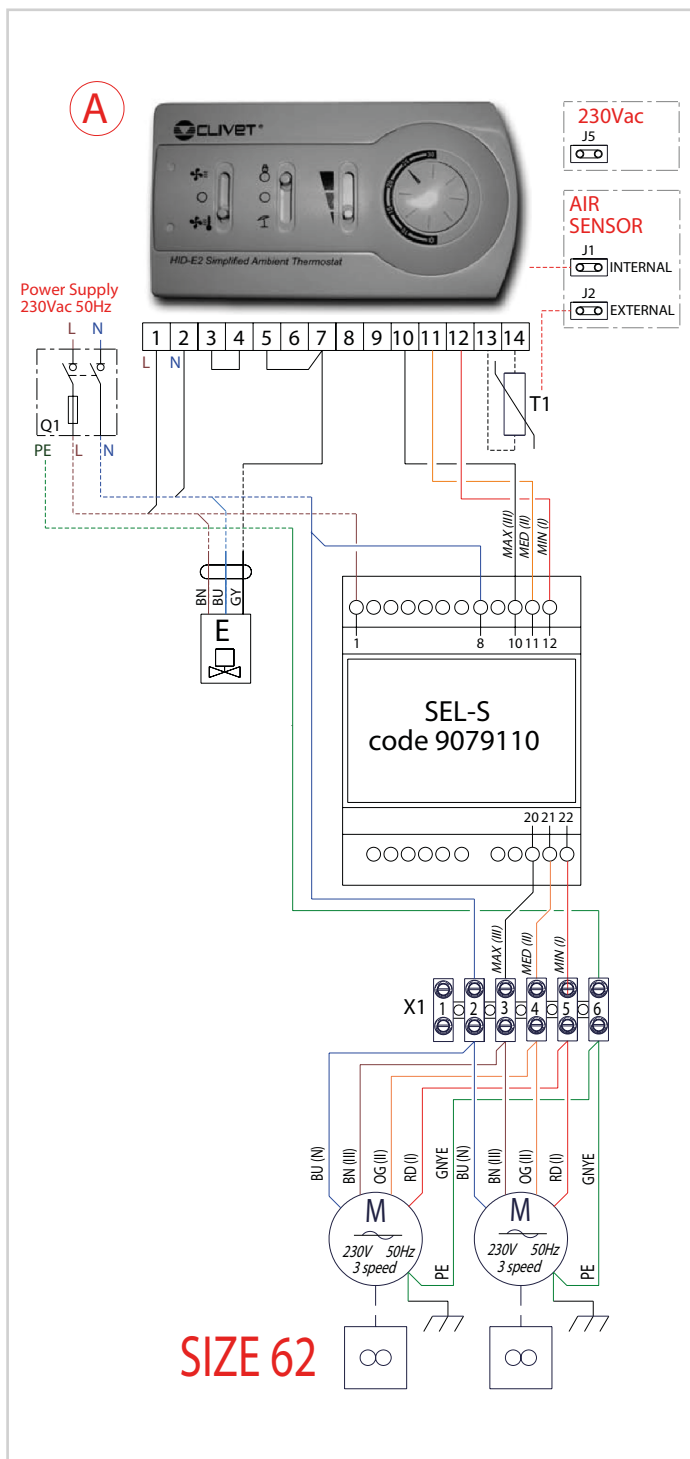 A
CLIVET®
HID-E2 Simplified Ambient Thermostat
30
230Vac
J5
AIR
SENSOR
J1
INTERNAL
J2
EXTERNAL
Power Supply
230Vac 50Hz
L N
Q1
PE L N
1 2 3 4 5 6 7 8 9 10 11 12 13 14
L N
T1
MAX (III)
MED (II)
MIN (I)
BN
BU
GY
E
1 8 10 11 12
SEL-S
code 9079110
20 21 22
MAX (III)
MED (II)
MIN (I)
X1
1 2 3 4 5 6
BU (N)
BN (III)
OG (II)
RD (I)
GNYE
BU (N)
BN (III)
OG (II)
RD (I)
GNYE
M
230V 50Hz
3 speed
PE
M
230V 50Hz
3 speed
PE
SIZE 62